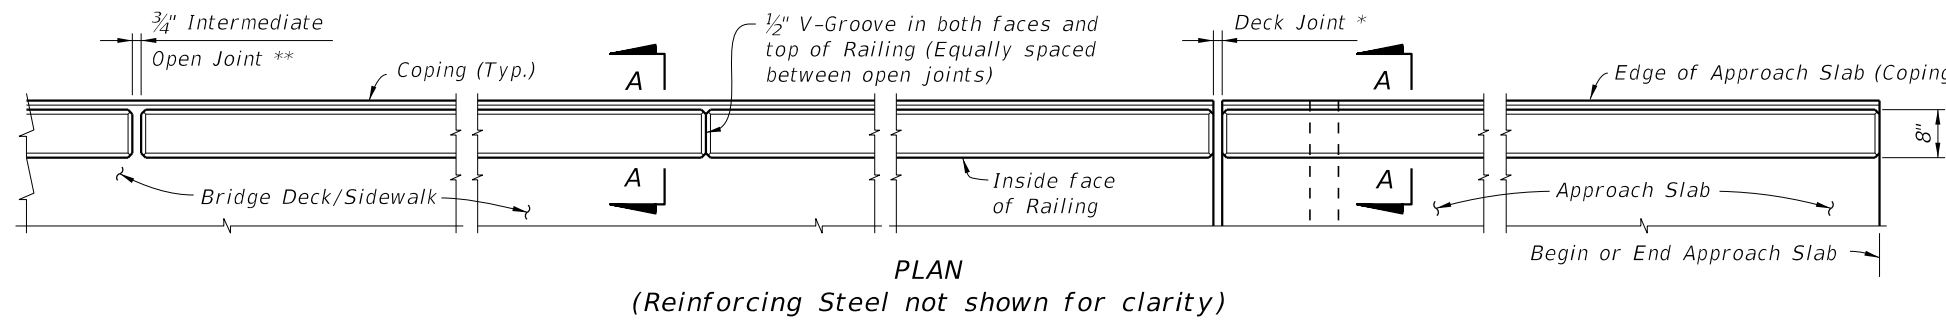 ¾" Intermediate
Open Joint **
Coping (Typ.)
A
½" V-Groove in both faces and
top of Railing (Equally spaced
between open joints)
Deck Joint *
A
Edge of Approach Slab (Coping
8"
Bridge Deck/Sidewalk
A
Inside face
of Railing
A
Approach Slab
Begin or End Approach Slab
PLAN
(Reinforcing Steel not shown for clarity)